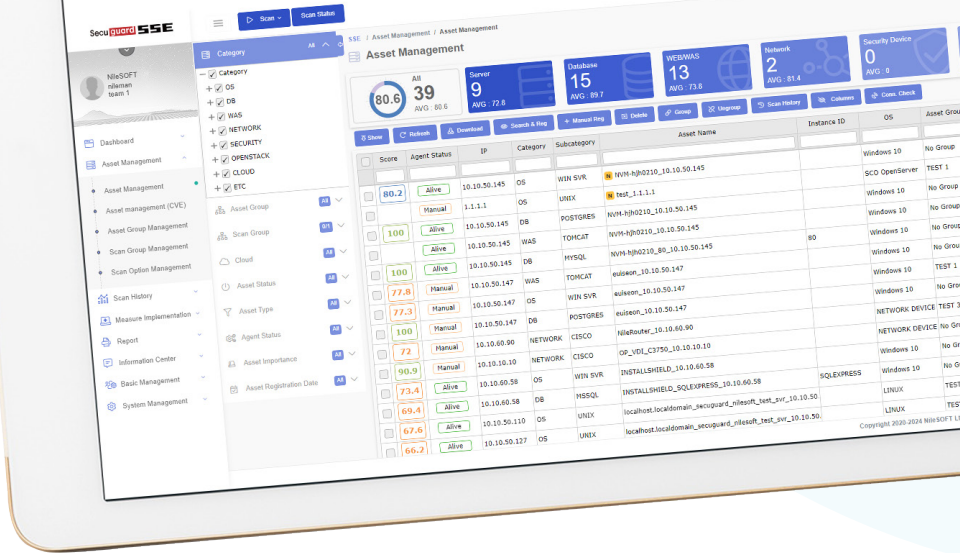 Secuguard SSE
Scan
Scan Status
NileSOFT
nileman
team 1
Dashboard
Asset Management
Asset Management
Asset management (CVE)
Asset Group Management
Scan Group Management
Scan Option Management
Scan History
Measure Implementation
Report
Information Center
Basic Management
System Management
Category All
Category
OS
DB
WAS
NETWORK
SECURITY
OPENSTACK
CLOUD
ETC
Asset Group All
Scan Group
Cloud All
Asset Status All
Asset Type All
Agent Status All
Asset Importance All
Asset Registration Date All
SSE / Asset Management / Asset Management
Asset Management
80.6 All 39 AVG : 80.6
Server 9 AVG : 72.8
Database 15 AVG : 89.7
WEB/WAS 13 AVG : 73.8
Network 2 AVG : 81.4
Security Device 0 AVG : 0
Show Refresh Download Search & Reg + Manual Reg Delete Group Ungroup Scan History Columns Conn. Check
Score Agent Status IP Category Subcategory Asset Name Instance ID OS Asset Grou
80.2 Alive 10.10.50.145 OS WIN SVR N NVM-hjh0210_10.10.50.145 Windows 10 No Group
Manual 1.1.1.1 OS UNIX N test_1.1.1.1 SCO OpenServer TEST 1
100 Alive 10.10.50.145 DB POSTGRES NVM-hjh0210_10.10.50.145 Windows 10 No Group
Alive 10.10.50.145 WAS TOMCAT NVM-hjh0210_80_10.10.50.145 80 Windows 10 No Group
100 Alive 10.10.50.145 DB MYSQL NVM-hjh0210_10.10.50.145 Windows 10 No Group
77.8 Manual 10.10.50.147 WAS TOMCAT euiseon_10.10.50.147 Windows 10 TEST 1
77.3 Manual 10.10.50.147 OS WIN SVR euiseon_10.10.50.147 Windows 10 No Group
100 Manual 10.10.50.147 DB POSTGRES euiseon_10.10.50.147 NETWORK DEVICE TEST 3
72 Manual 10.10.60.90 NETWORK CISCO NileRouter_10.10.60.90 NETWORK DEVICE No Gro
90.9 Manual 10.10.10.10 NETWORK CISCO OP_VDI_C3750_10.10.10.10 Windows 10
73.4 Alive 10.10.60.58 OS WIN SVR INSTALLSHIELD_10.10.60.58 SQLEXPRESS Windows 10
69.4 Alive 10.10.60.58 DB MSSQL INSTALLSHIELD_SQLEXPRESS_10.10.60.58 LINUX TEST
67.6 Alive 10.10.50.110 OS UNIX localhost.localdomain_secuguard_nilesoft_test_svr_10.10.50. LINUX
66.2 Alive 10.10.50.127 OS UNIX localhost.localdomain_secuguard_nilesoft_test_svr_10.10.50.
Copyright 2020-2024 NileSOFT L